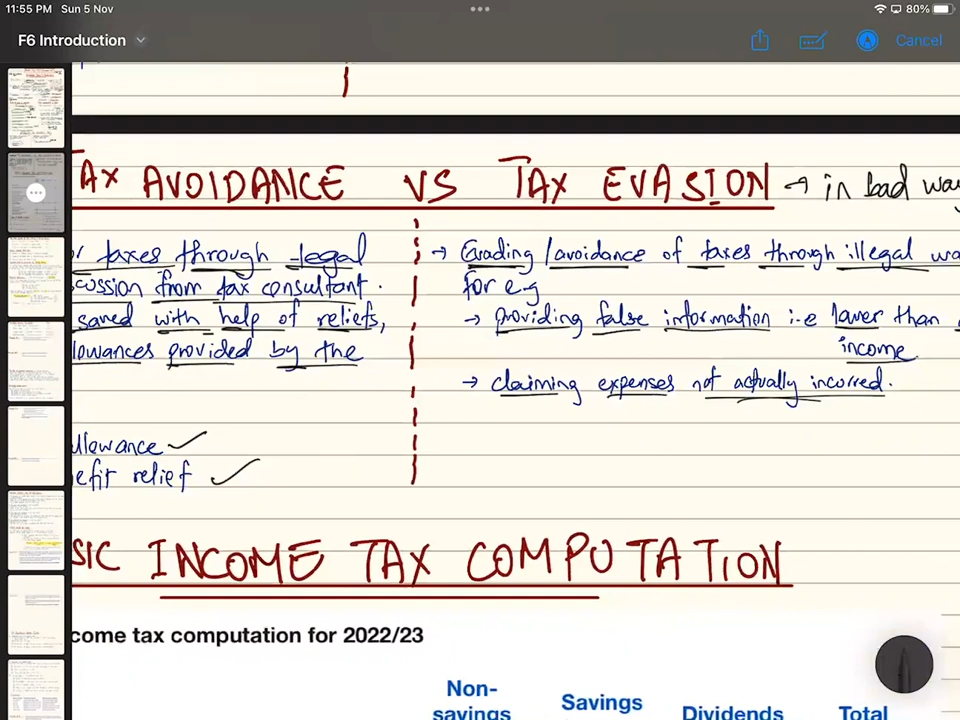 11:55 PM Sun 5 Nov
80%
F6 Introduction
Cancel
TAX AVOIDANCE VS TAX EVASION → in bad way
taxes through legal
cussion from tax consultant.
saved with help of reliefs,
llowances provided by the
llowance ✓
efit relief ✓
→ Evading / avoidance of taxes through illegal wa
for e.g
→ providing false information i.e lower than
income
→ claiming expenses not actually incurred.
SIC INCOME TAX COMPUTATION
come tax computation for 2022/23
Non-
savings
Savings
Dividends
Total